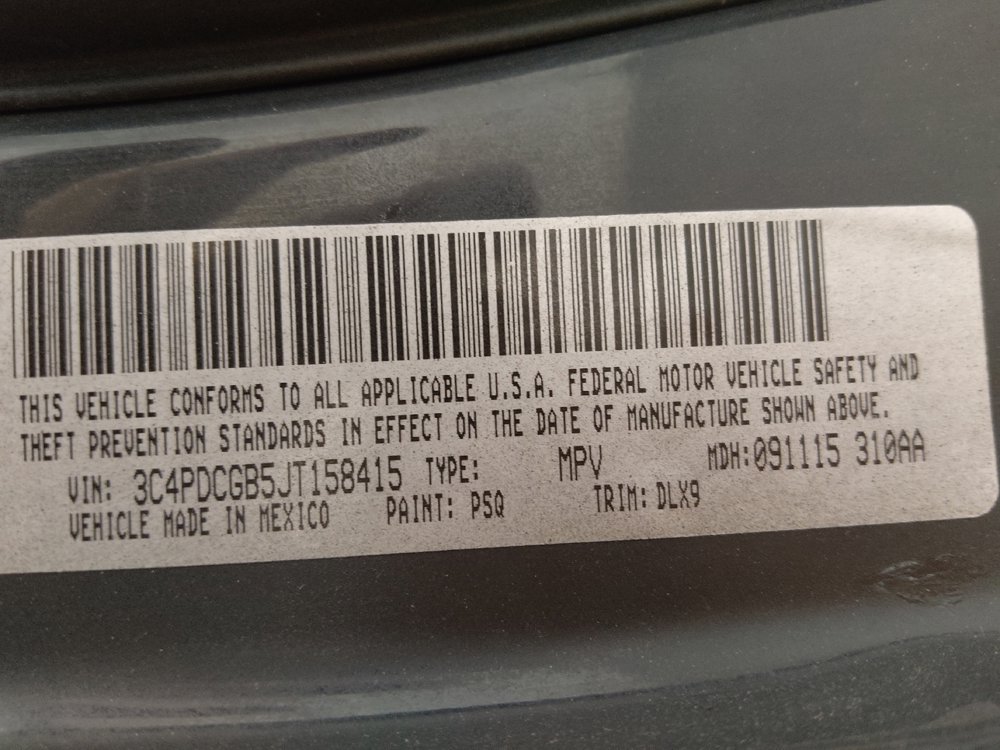 THIS VEHICLE CONFORMS TO ALL APPLICABLE U.S.A. FEDERAL MOTOR VEHICLE SAFETY AND
THEFT PREVENTION STANDARDS IN EFFECT ON THE DATE OF MANUFACTURE SHOWN ABOVE.
VIN: 3C4PDCGB5JT158415 TYPE: MPV MDH:091115 310AA
VEHICLE MADE IN MEXICO PAINT: PSQ TRIM: DLX9